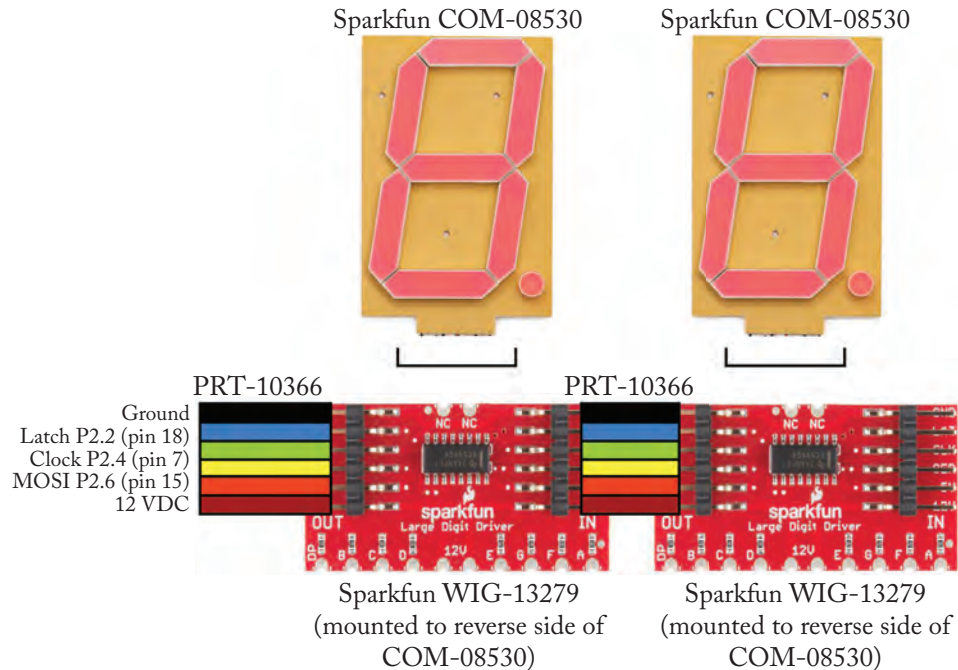 Sparkfun COM-08530
Sparkfun COM-08530
PRT-10366
PRT-10366
Ground
Latch P2.2 (pin 18)
Clock P2.4 (pin 7)
MOSI P2.6 (pin 15)
12 VDC
NC NC
NC NC
OUT
sparkfun
IN
Large Digit Driver
DP B C D 12V E G F A
OUT
sparkfun
IN
Large Digit Driver
DP B C D 12V E G F A
Sparkfun WIG-13279
(mounted to reverse side of
COM-08530)
Sparkfun WIG-13279
(mounted to reverse side of
COM-08530)